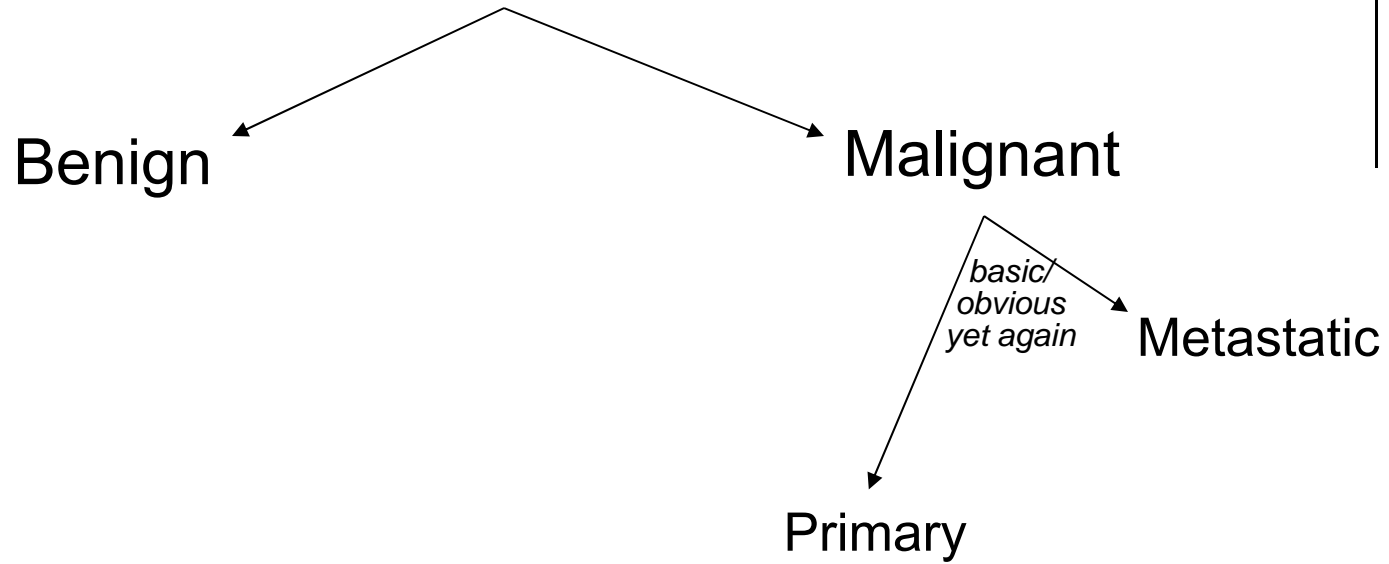 Benign
Malignant
basic/
obvious
yet again
Metastatic
Primary